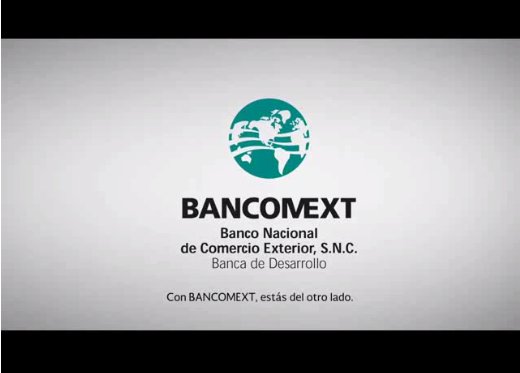 BANCOMEXT
Banco Nacional
de Comercio Exterior, S.N.C.
Banca de Desarrollo
Con BANCOMEXT, estás del otro lado.